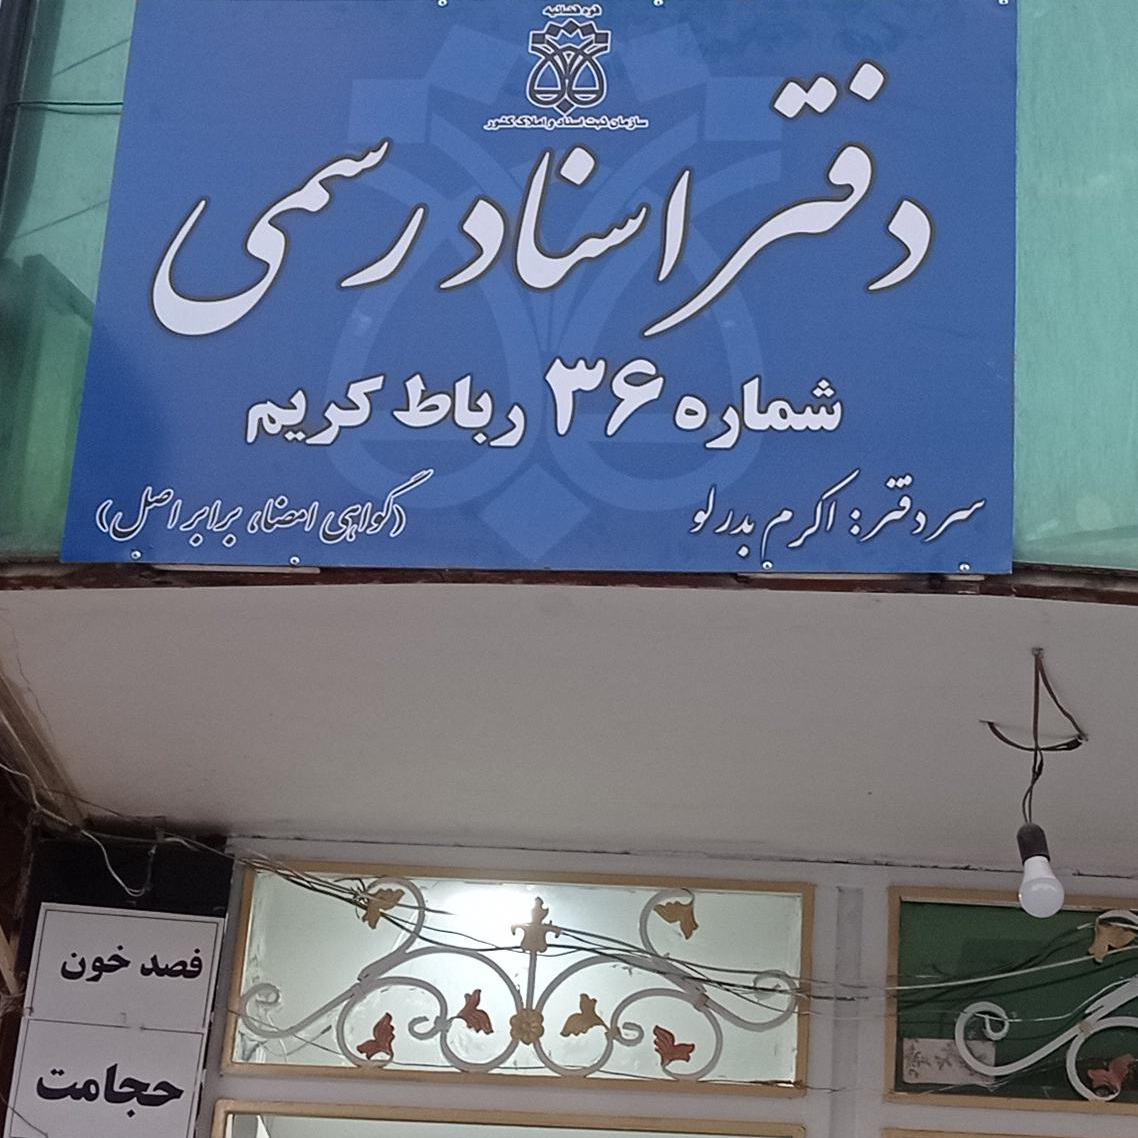 قوه قضائیه
سازمان ثبت اسناد و املاک کشور
دفتر اسناد رسمی
شماره ۳۶ رباط کریم
سردفتر: اکرم بدرلو
(گواهی امضا، برابر اصل)
فصد خون
حجامت